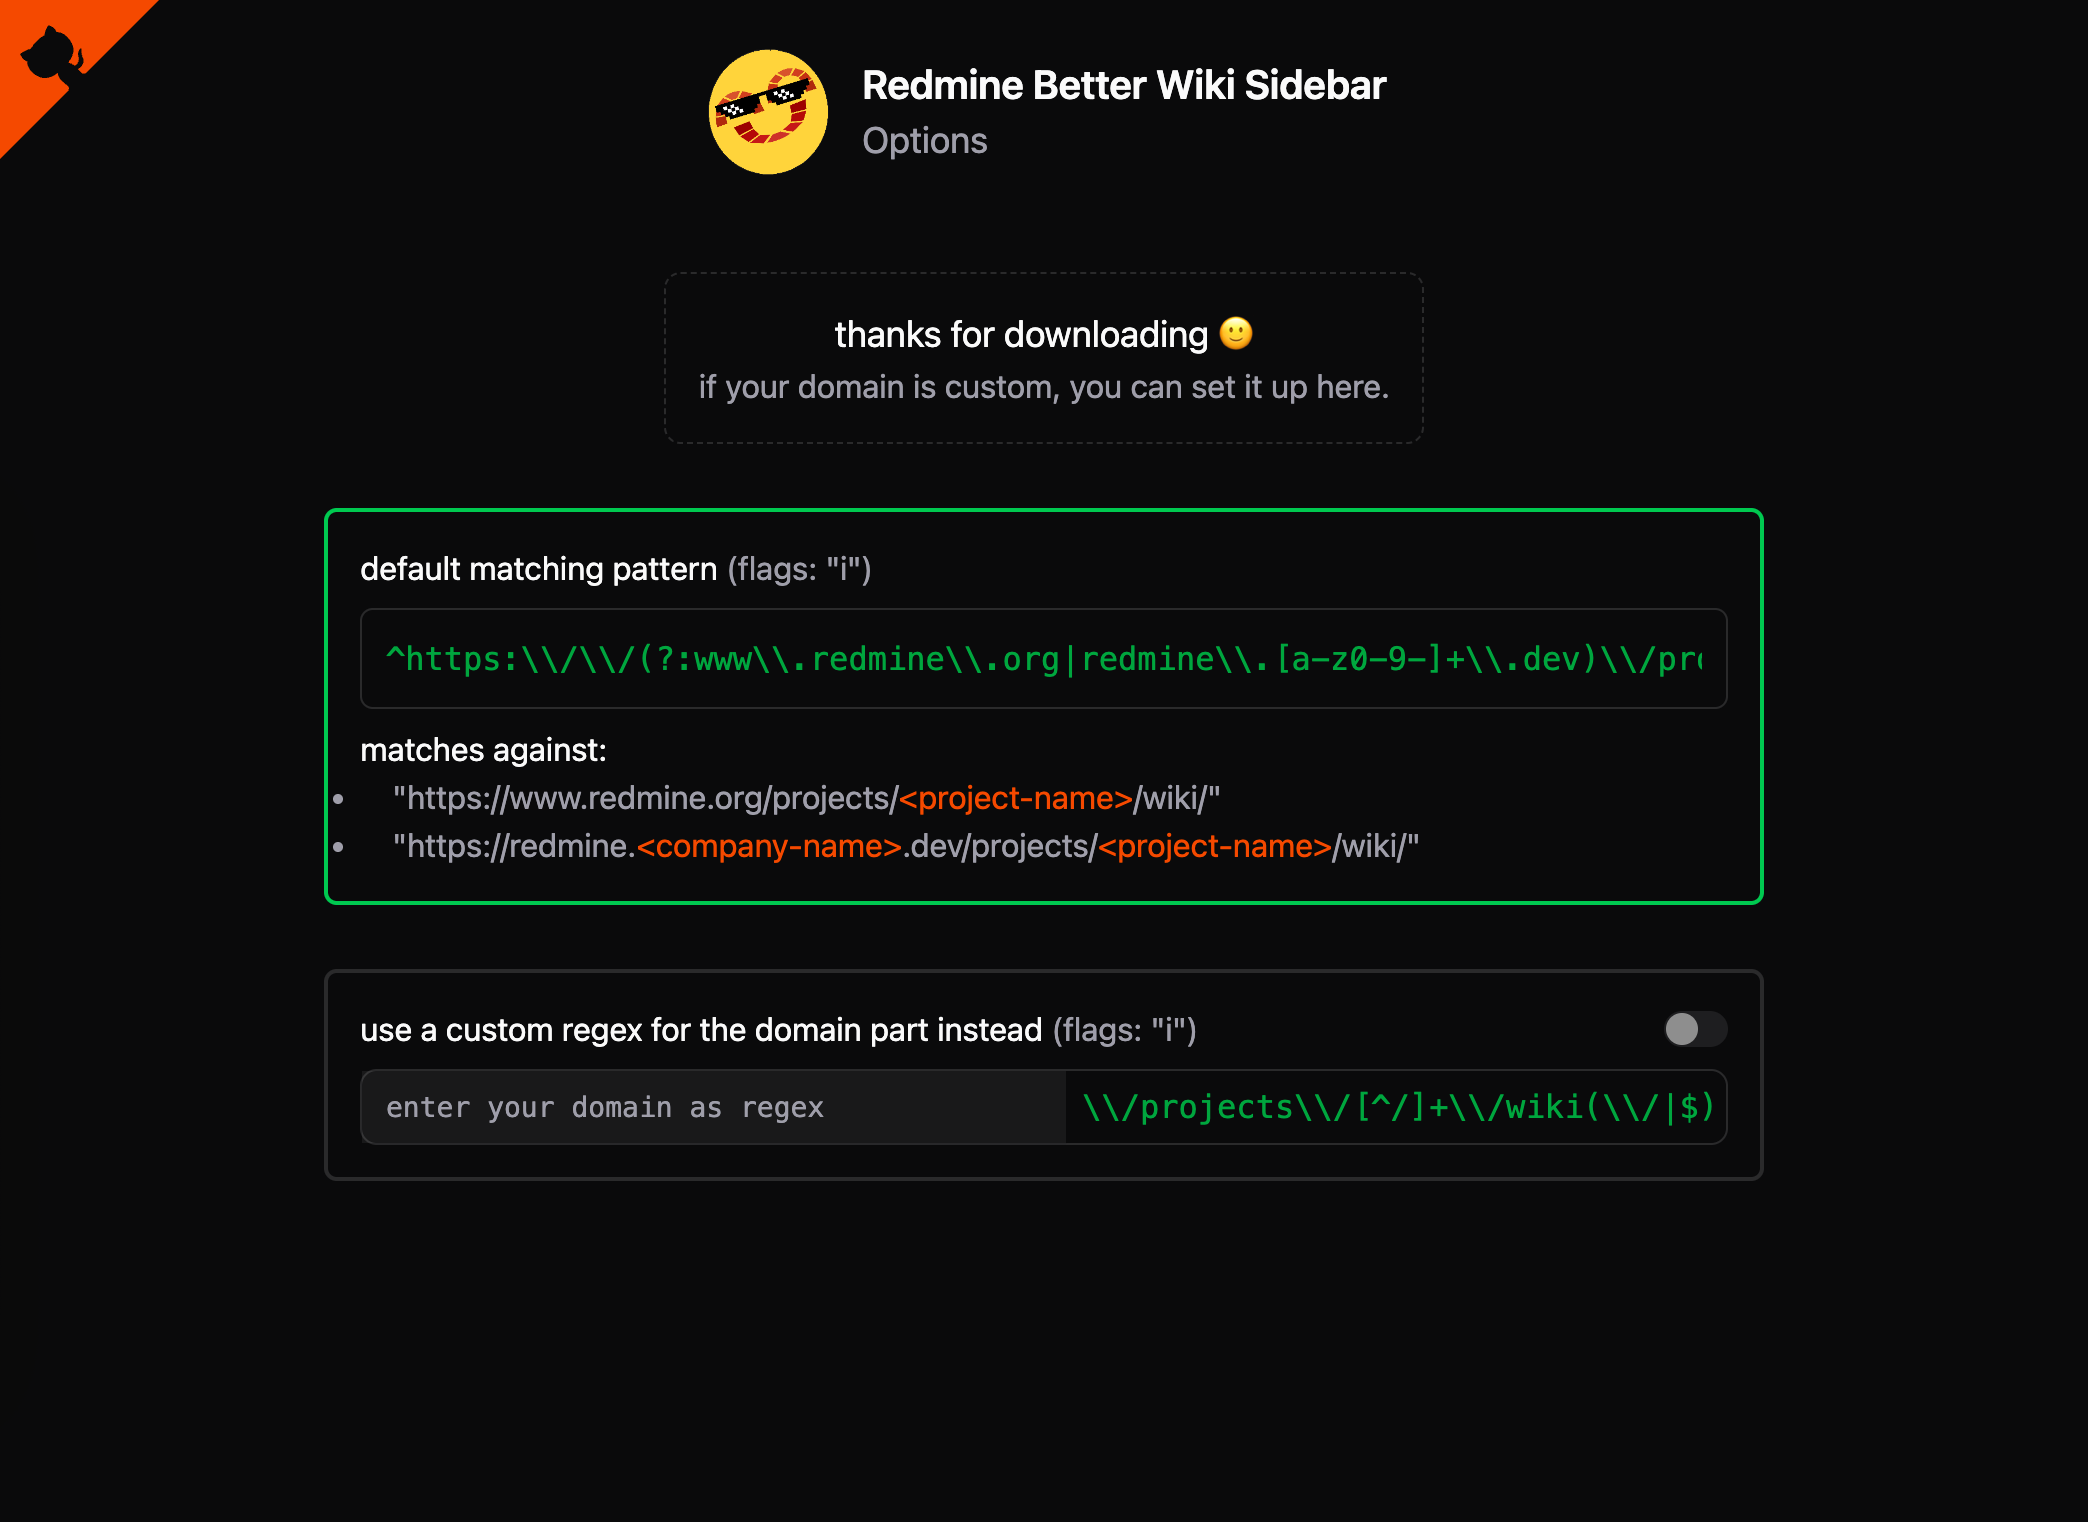 Redmine Better Wiki Sidebar
Options
thanks for downloading 🙂
if your domain is custom, you can set it up here.
default matching pattern (flags: "i")
^https:\\/\\/(?:www\\.redmine\\.org|redmine\\.[a-z0-9-]+\\.dev)\\/pro
matches against:
• "https://www.redmine.org/projects/<project-name>/wiki/"
• "https://redmine.<company-name>.dev/projects/<project-name>/wiki/"
use a custom regex for the domain part instead (flags: "i")
enter your domain as regex \\/projects\\/[^/]+\\/wiki(\\/|$)